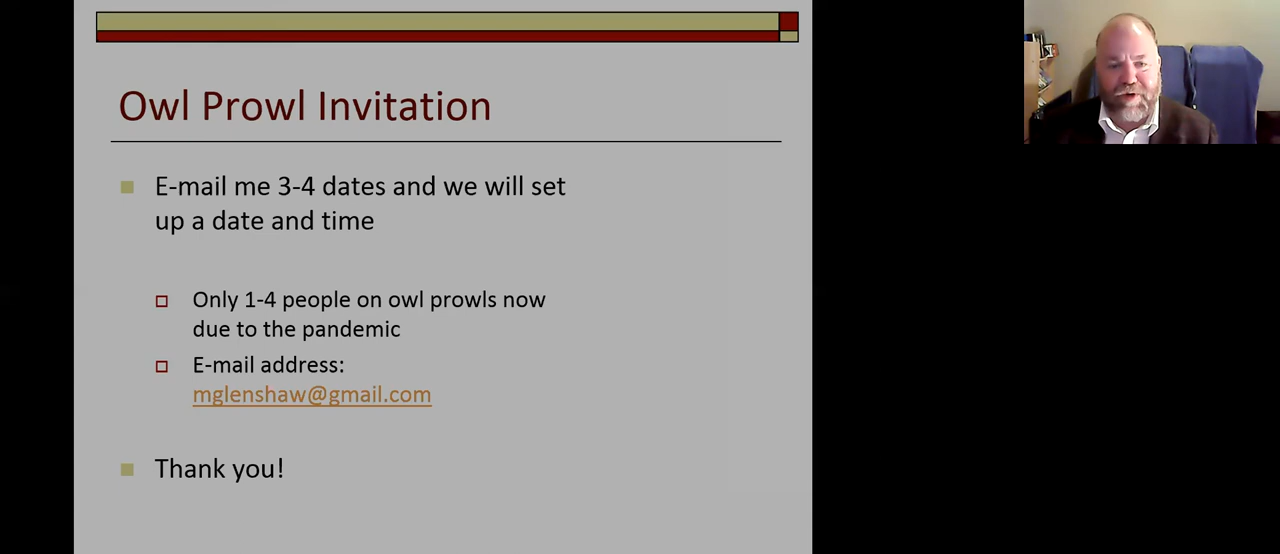 Owl Prowl Invitation
E-mail me 3-4 dates and we will set
up a date and time
Only 1-4 people on owl prowls now
due to the pandemic
E-mail address:
mglenshaw@gmail.com
Thank you!